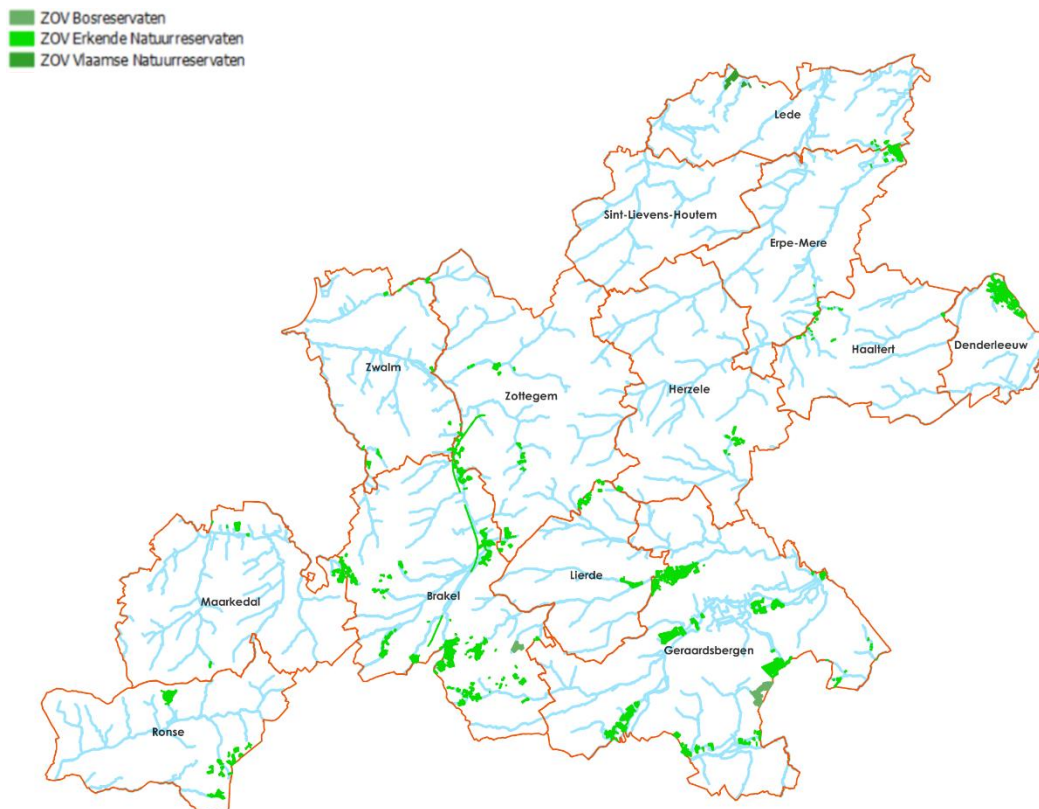 ZOV Bosreservaten
ZOV Erkende Natuurreservaten
ZOV Vlaamse Natuurreservaten
Lede
Sint-Lievens-Houtem
Erpe-Mere
Haaltert
Denderleeuw
Zwalm
Zottegem
Herzele
Lierde
Maarkedal
Brakel
Geraardsbergen
Ronse